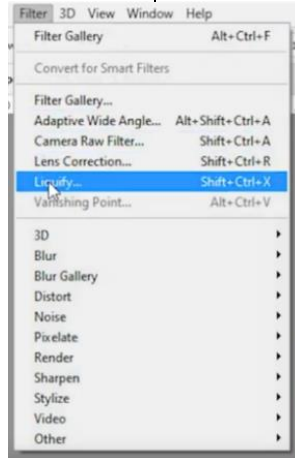 Filter 3D View Window Help
Filter Gallery Alt+Ctrl+F
Convert for Smart Filters
Filter Gallery...
Adaptive Wide Angle... Alt+Shift+Ctrl+A
Camera Raw Filter... Shift+Ctrl+A
Lens Correction... Shift+Ctrl+R
Liquify... Shift+Ctrl+X
Vanishing Point... Alt+Ctrl+V
3D
Blur
Blur Gallery
Distort
Noise
Pixelate
Render
Sharpen
Stylize
Video
Other